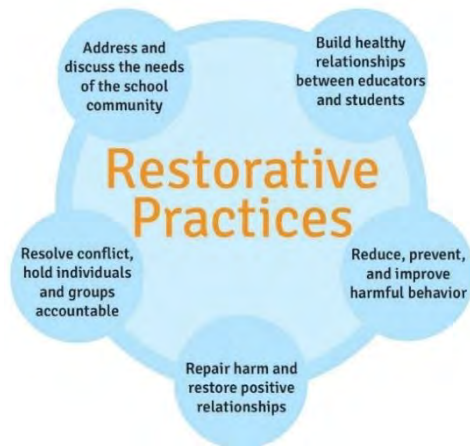 Address and
discuss the needs
of the school
community
Build healthy
relationships
between educators
and students
Restorative
Practices
Resolve conflict,
hold individuals
and groups
accountable
Reduce, prevent,
and improve
harmful behavior
Repair harm and
restore positive
relationships